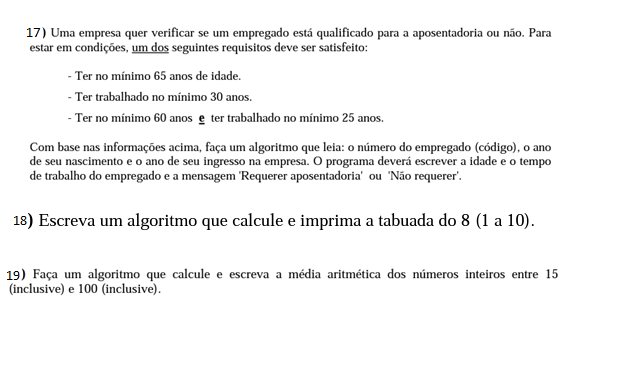 17) Uma empresa quer verificar se um empregado está qualificado para a aposentadoria ou não. Para
estar em condições, um dos seguintes requisitos deve ser satisfeito:
- Ter no mínimo 65 anos de idade.
- Ter trabalhado no mínimo 30 anos.
- Ter no mínimo 60 anos e ter trabalhado no mínimo 25 anos.
Com base nas informações acima, faça um algoritmo que leia: o número do empregado (código), o ano
de seu nascimento e o ano de seu ingresso na empresa. O programa deverá escrever a idade e o tempo
de trabalho do empregado e a mensagem 'Requerer aposentadoria' ou 'Não requerer'.
18) Escreva um algoritmo que calcule e imprima a tabuada do 8 (1 a 10).
19) Faça um algoritmo que calcule e escreva a média aritmética dos números inteiros entre 15
(inclusive) e 100 (inclusive).